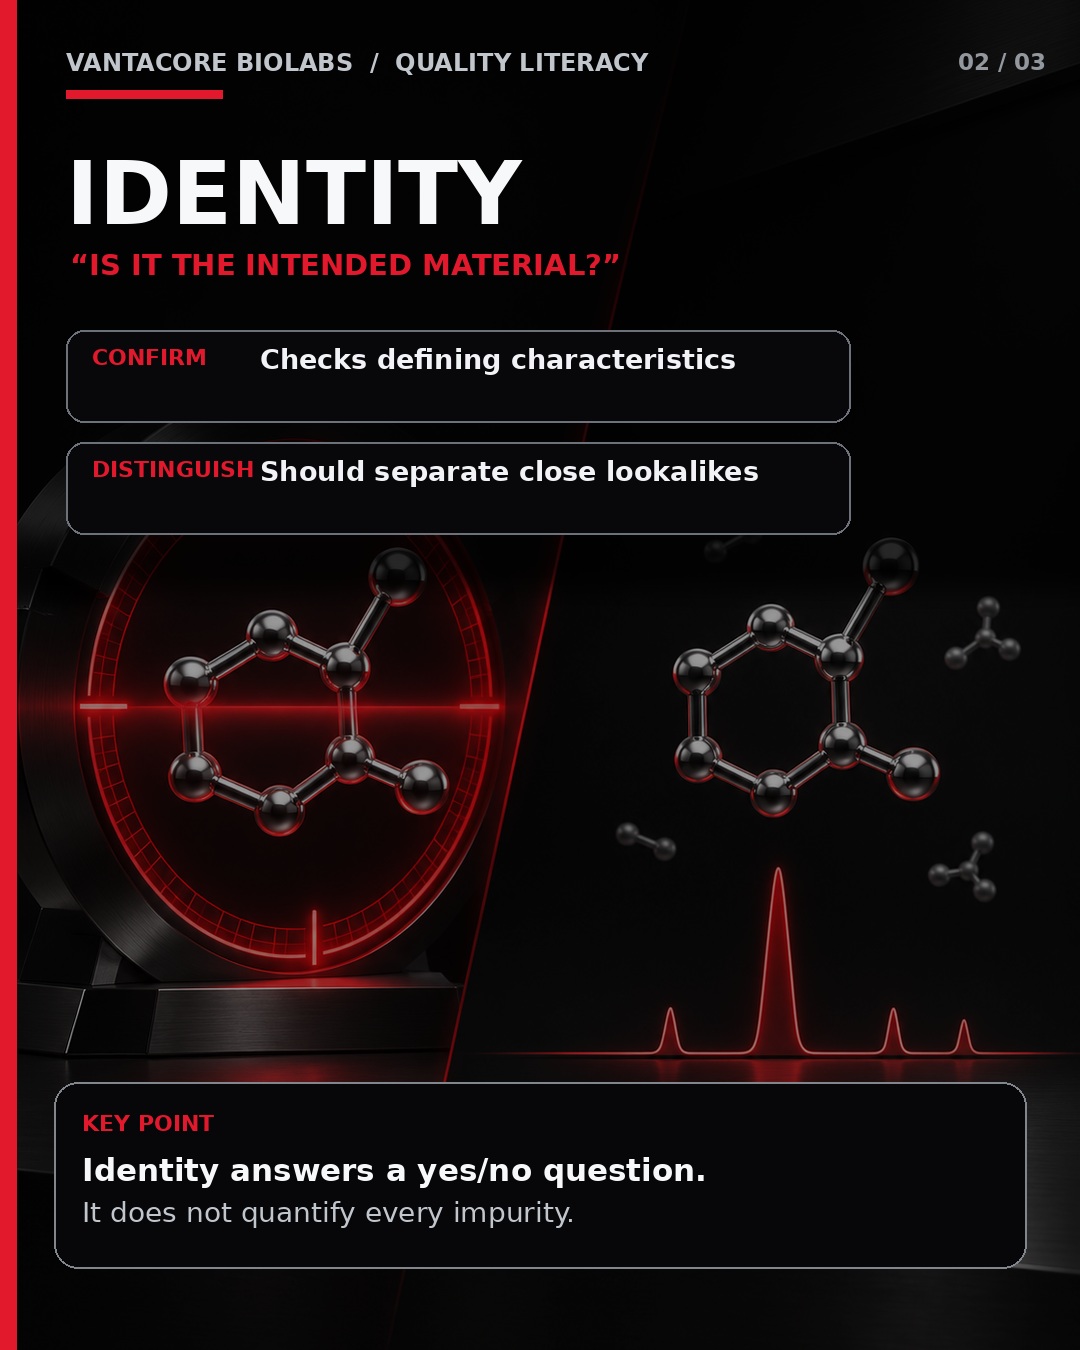 VANTACORE BIOLABS / QUALITY LITERACY
02 / 03
IDENTITY
“IS IT THE INTENDED MATERIAL?”
CONFIRM Checks defining characteristics
DISTINGUISH Should separate close lookalikes
KEY POINT
Identity answers a yes/no question.
It does not quantify every impurity.